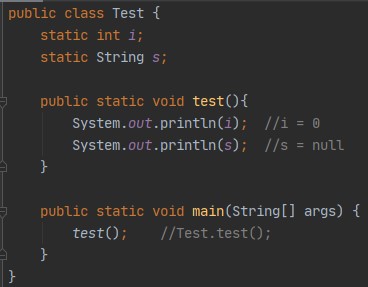 public class Test {
    static int i;
    static String s;

    public static void test(){
        System.out.println(i);  //i = 0
        System.out.println(s);  //s = null
    }

    public static void main(String[] args) {
        test();    //Test.test();
    }
}